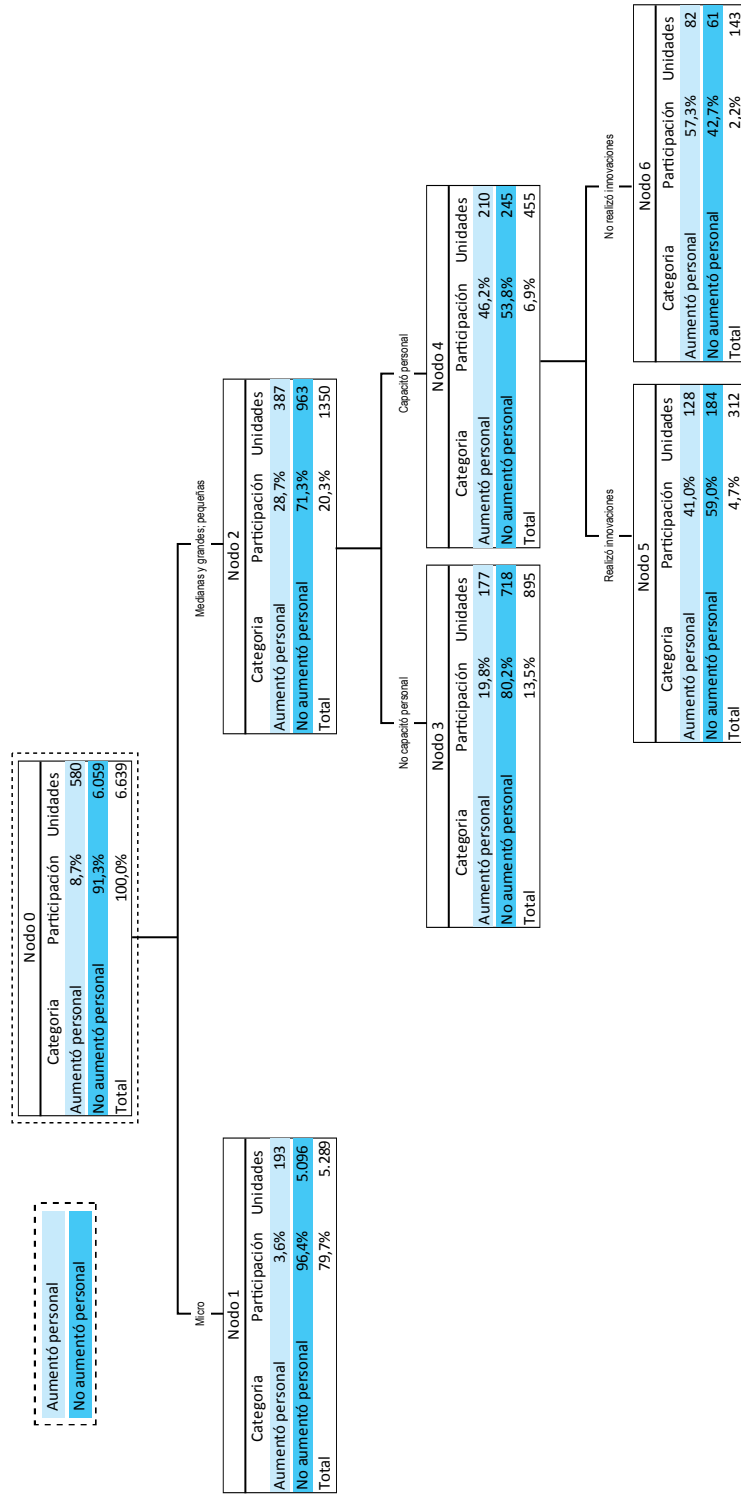 Aumentó personal
No aumentó personal
Nodo 0
Categoria Participación Unidades
Aumentó personal 8,7% 580
No aumentó personal 91,3% 6.059
Total 100,0% 6.639
Micro
Medianas y grandes; pequeñas
Nodo 1
Categoria Participación Unidades
Aumentó personal 3,6% 193
No aumentó personal 96,4% 5.096
Total 79,7% 5.289
Nodo 2
Categoria Participación Unidades
Aumentó personal 28,7% 387
No aumentó personal 71,3% 963
Total 20,3% 1350
No capacitó personal
Capacitó personal
Nodo 3
Categoria Participación Unidades
Aumentó personal 19,8% 177
No aumentó personal 80,2% 718
Total 13,5% 895
Nodo 4
Categoria Participación Unidades
Aumentó personal 46,2% 210
No aumentó personal 53,8% 245
Total 6,9% 455
Realizó innovaciones
No realizó innovaciones
Nodo 5
Categoria Participación Unidades
Aumentó personal 41,0% 128
No aumentó personal 59,0% 184
Total 4,7% 312
Nodo 6
Categoria Participación Unidades
Aumentó personal 57,3% 82
No aumentó personal 42,7% 61
Total 2,2% 143